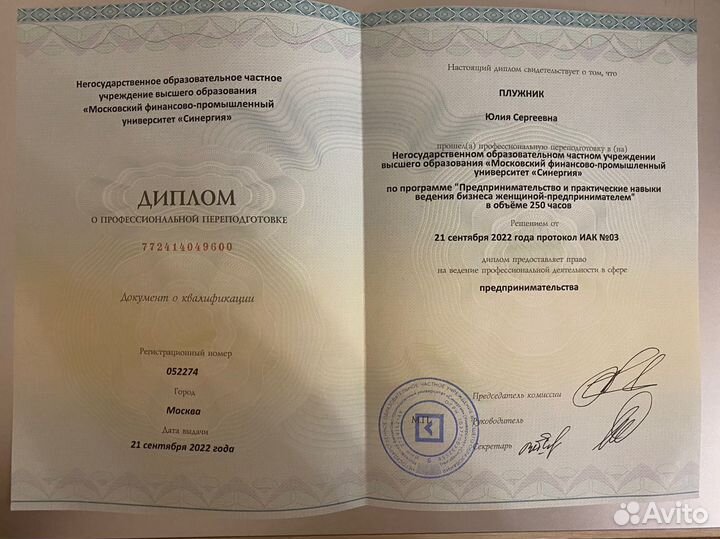 Негосударственное образовательное частное
учреждение высшего образования
«Московский финансово-промышленный
университет «Синергия»
ДИПЛОМ
О ПРОФЕССИОНАЛЬНОЙ ПЕРЕПОДГОТОВКЕ
772414049600
Документ о квалификации
Регистрационный номер
052274
Город
Москва
Дата выдачи
21 сентября 2022 года
Настоящий диплом свидетельствует о том, что
ПЛУЖНИК
Юлия Сергеевна
прошел(а) профессиональную переподготовку в (на)
Негосударственном образовательном частном учреждении
высшего образования «Московский финансово-промышленный
университет «Синергия»
по программе "Предпринимательство и практические навыки
ведения бизнеса женщиной-предпринимателем"
в объёме 250 часов
Решением от
21 сентября 2022 года протокол ИАК №03
диплом предоставляет право
на ведение профессиональной деятельности в сфере
предпринимательства
Председатель комиссии
М.П.
Руководитель
Секретарь
Avito